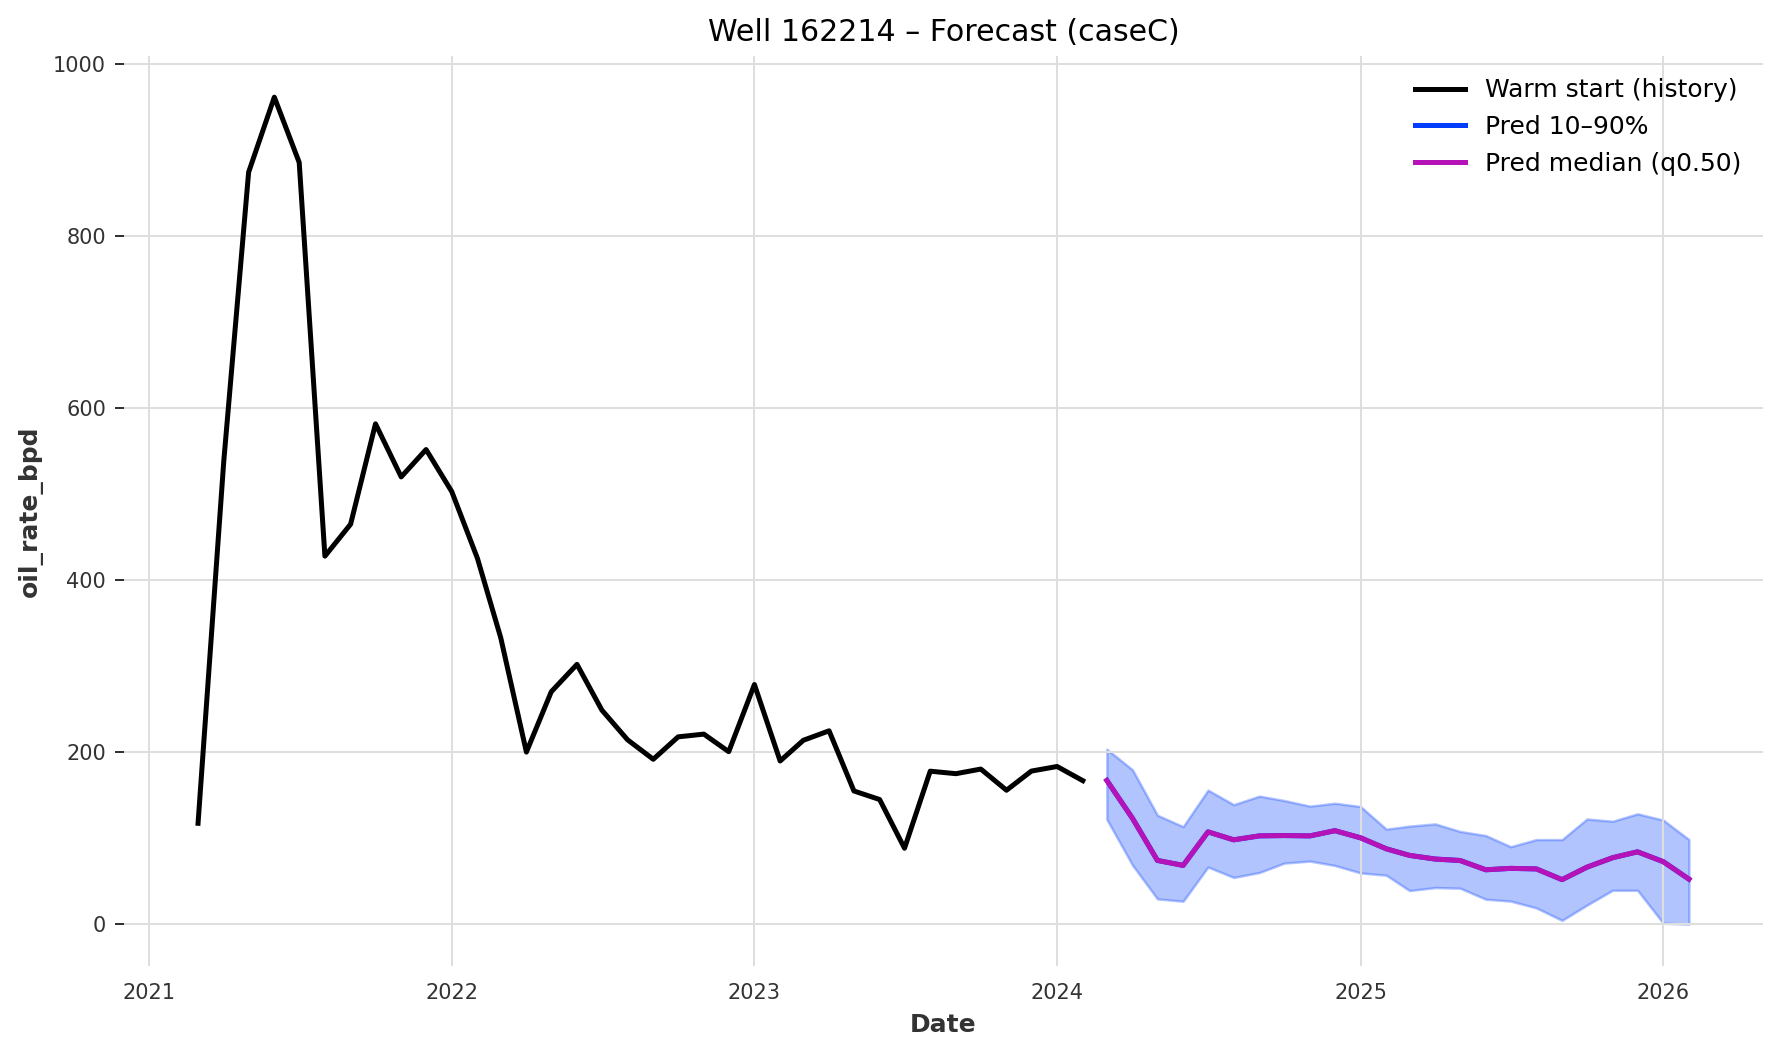 Well 162214 – Forecast (caseC)
Warm start (history)
Pred 10–90%
Pred median (q0.50)
oil_rate_bpd
1000
800
600
400
200
0
2021 2022 2023 2024 2025 2026
Date